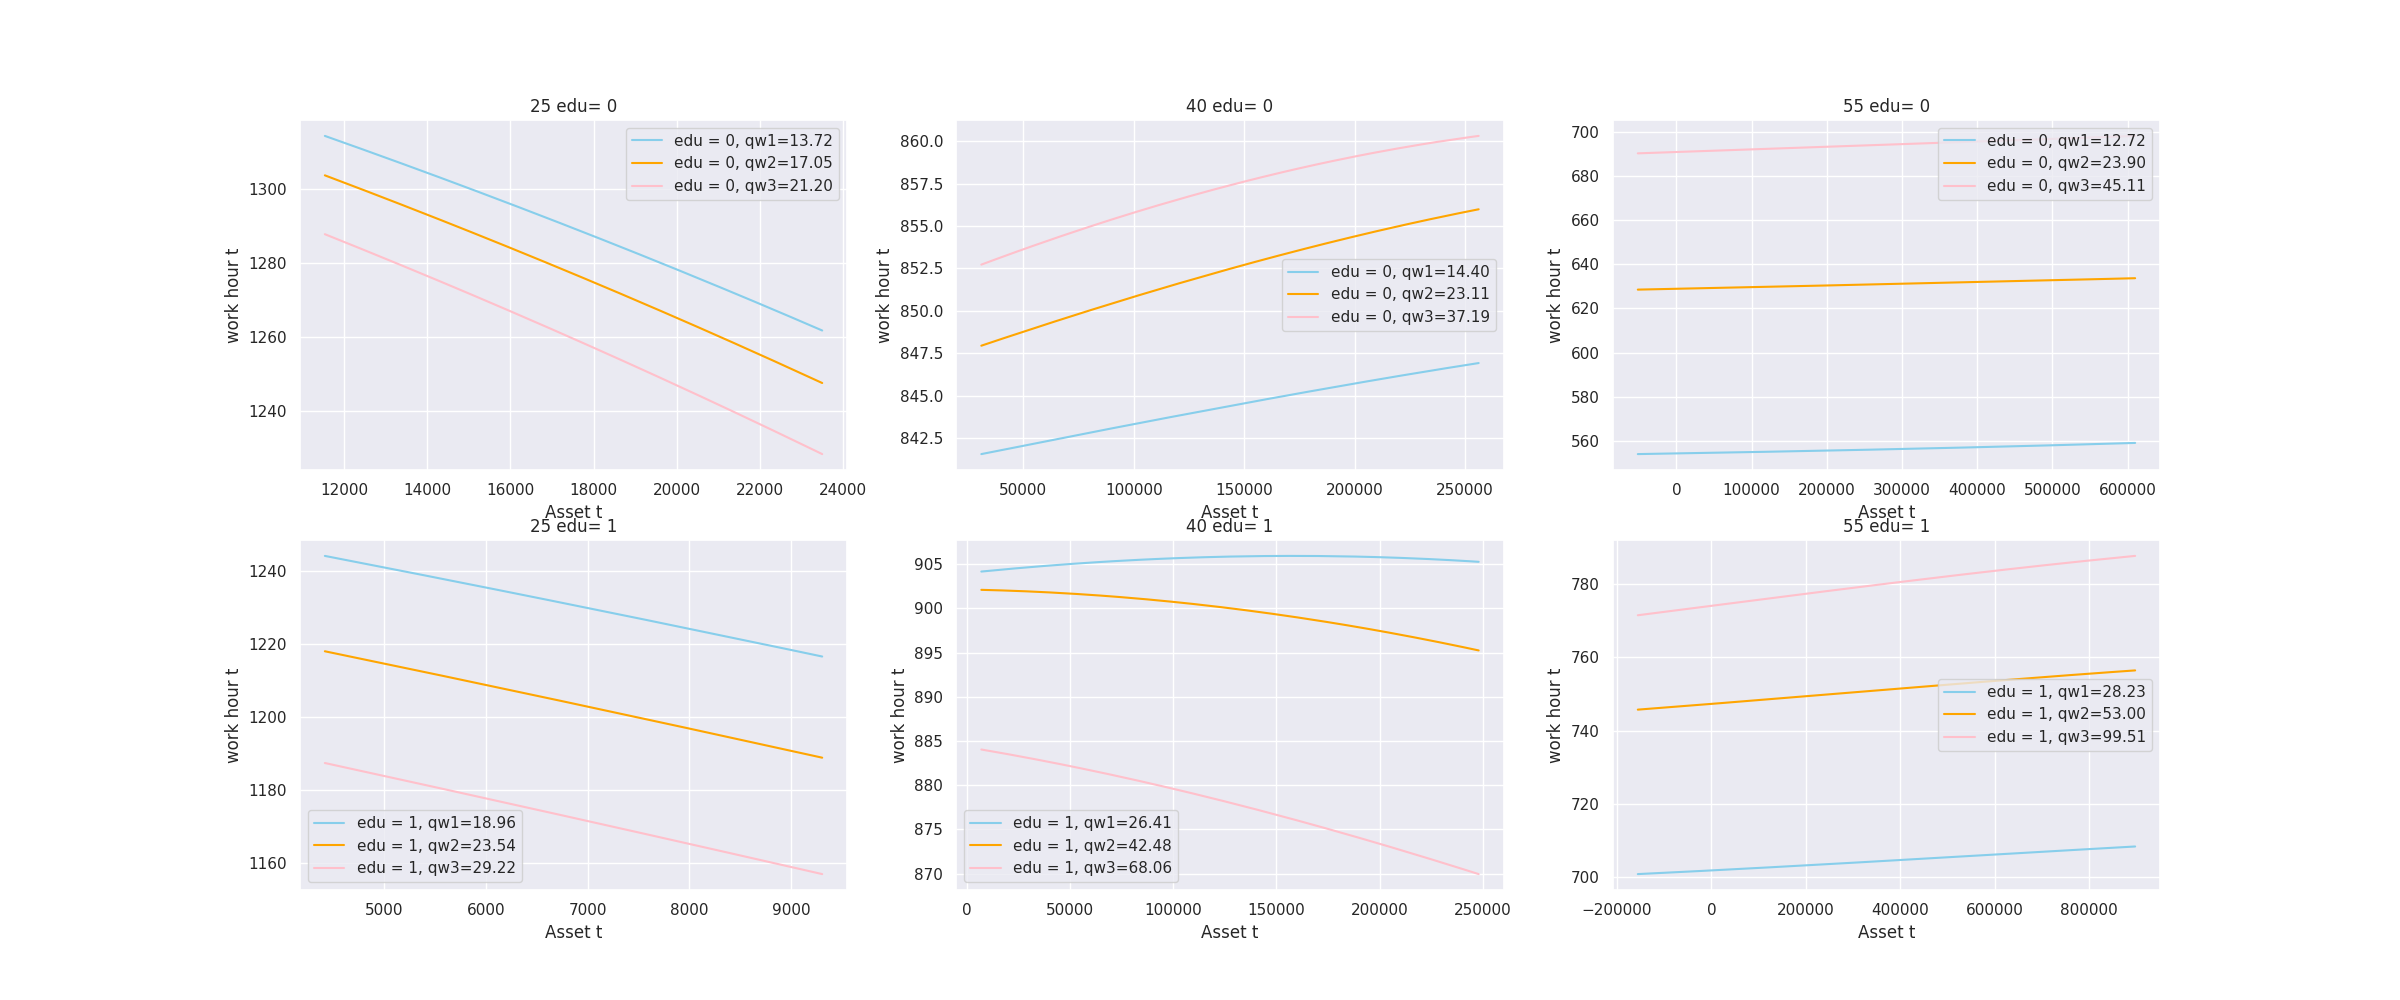 25 edu= 0
edu = 0, qw1=13.72
edu = 0, qw2=17.05
edu = 0, qw3=21.20
work hour t
1300
1280
1260
1240
12000 14000 16000 18000 20000 22000 24000
Asset t
40 edu= 0
edu = 0, qw1=14.40
edu = 0, qw2=23.11
edu = 0, qw3=37.19
work hour t
860.0
857.5
855.0
852.5
850.0
847.5
845.0
842.5
50000 100000 150000 200000 250000
Asset t
55 edu= 0
edu = 0, qw1=12.72
edu = 0, qw2=23.90
edu = 0, qw3=45.11
work hour t
700
680
660
640
620
600
580
560
0 100000 200000 300000 400000 500000 600000
Asset t
25 edu= 1
work hour t
1240
1220
1200
1180
1160
edu = 1, qw1=18.96
edu = 1, qw2=23.54
edu = 1, qw3=29.22
5000 6000 7000 8000 9000
Asset t
40 edu= 1
work hour t
905
900
895
890
885
880
875
870
edu = 1, qw1=26.41
edu = 1, qw2=42.48
edu = 1, qw3=68.06
0 50000 100000 150000 200000 250000
Asset t
55 edu= 1
work hour t
780
760
740
720
700
edu = 1, qw1=28.23
edu = 1, qw2=53.00
edu = 1, qw3=99.51
−200000 0 200000 400000 600000 800000
Asset t